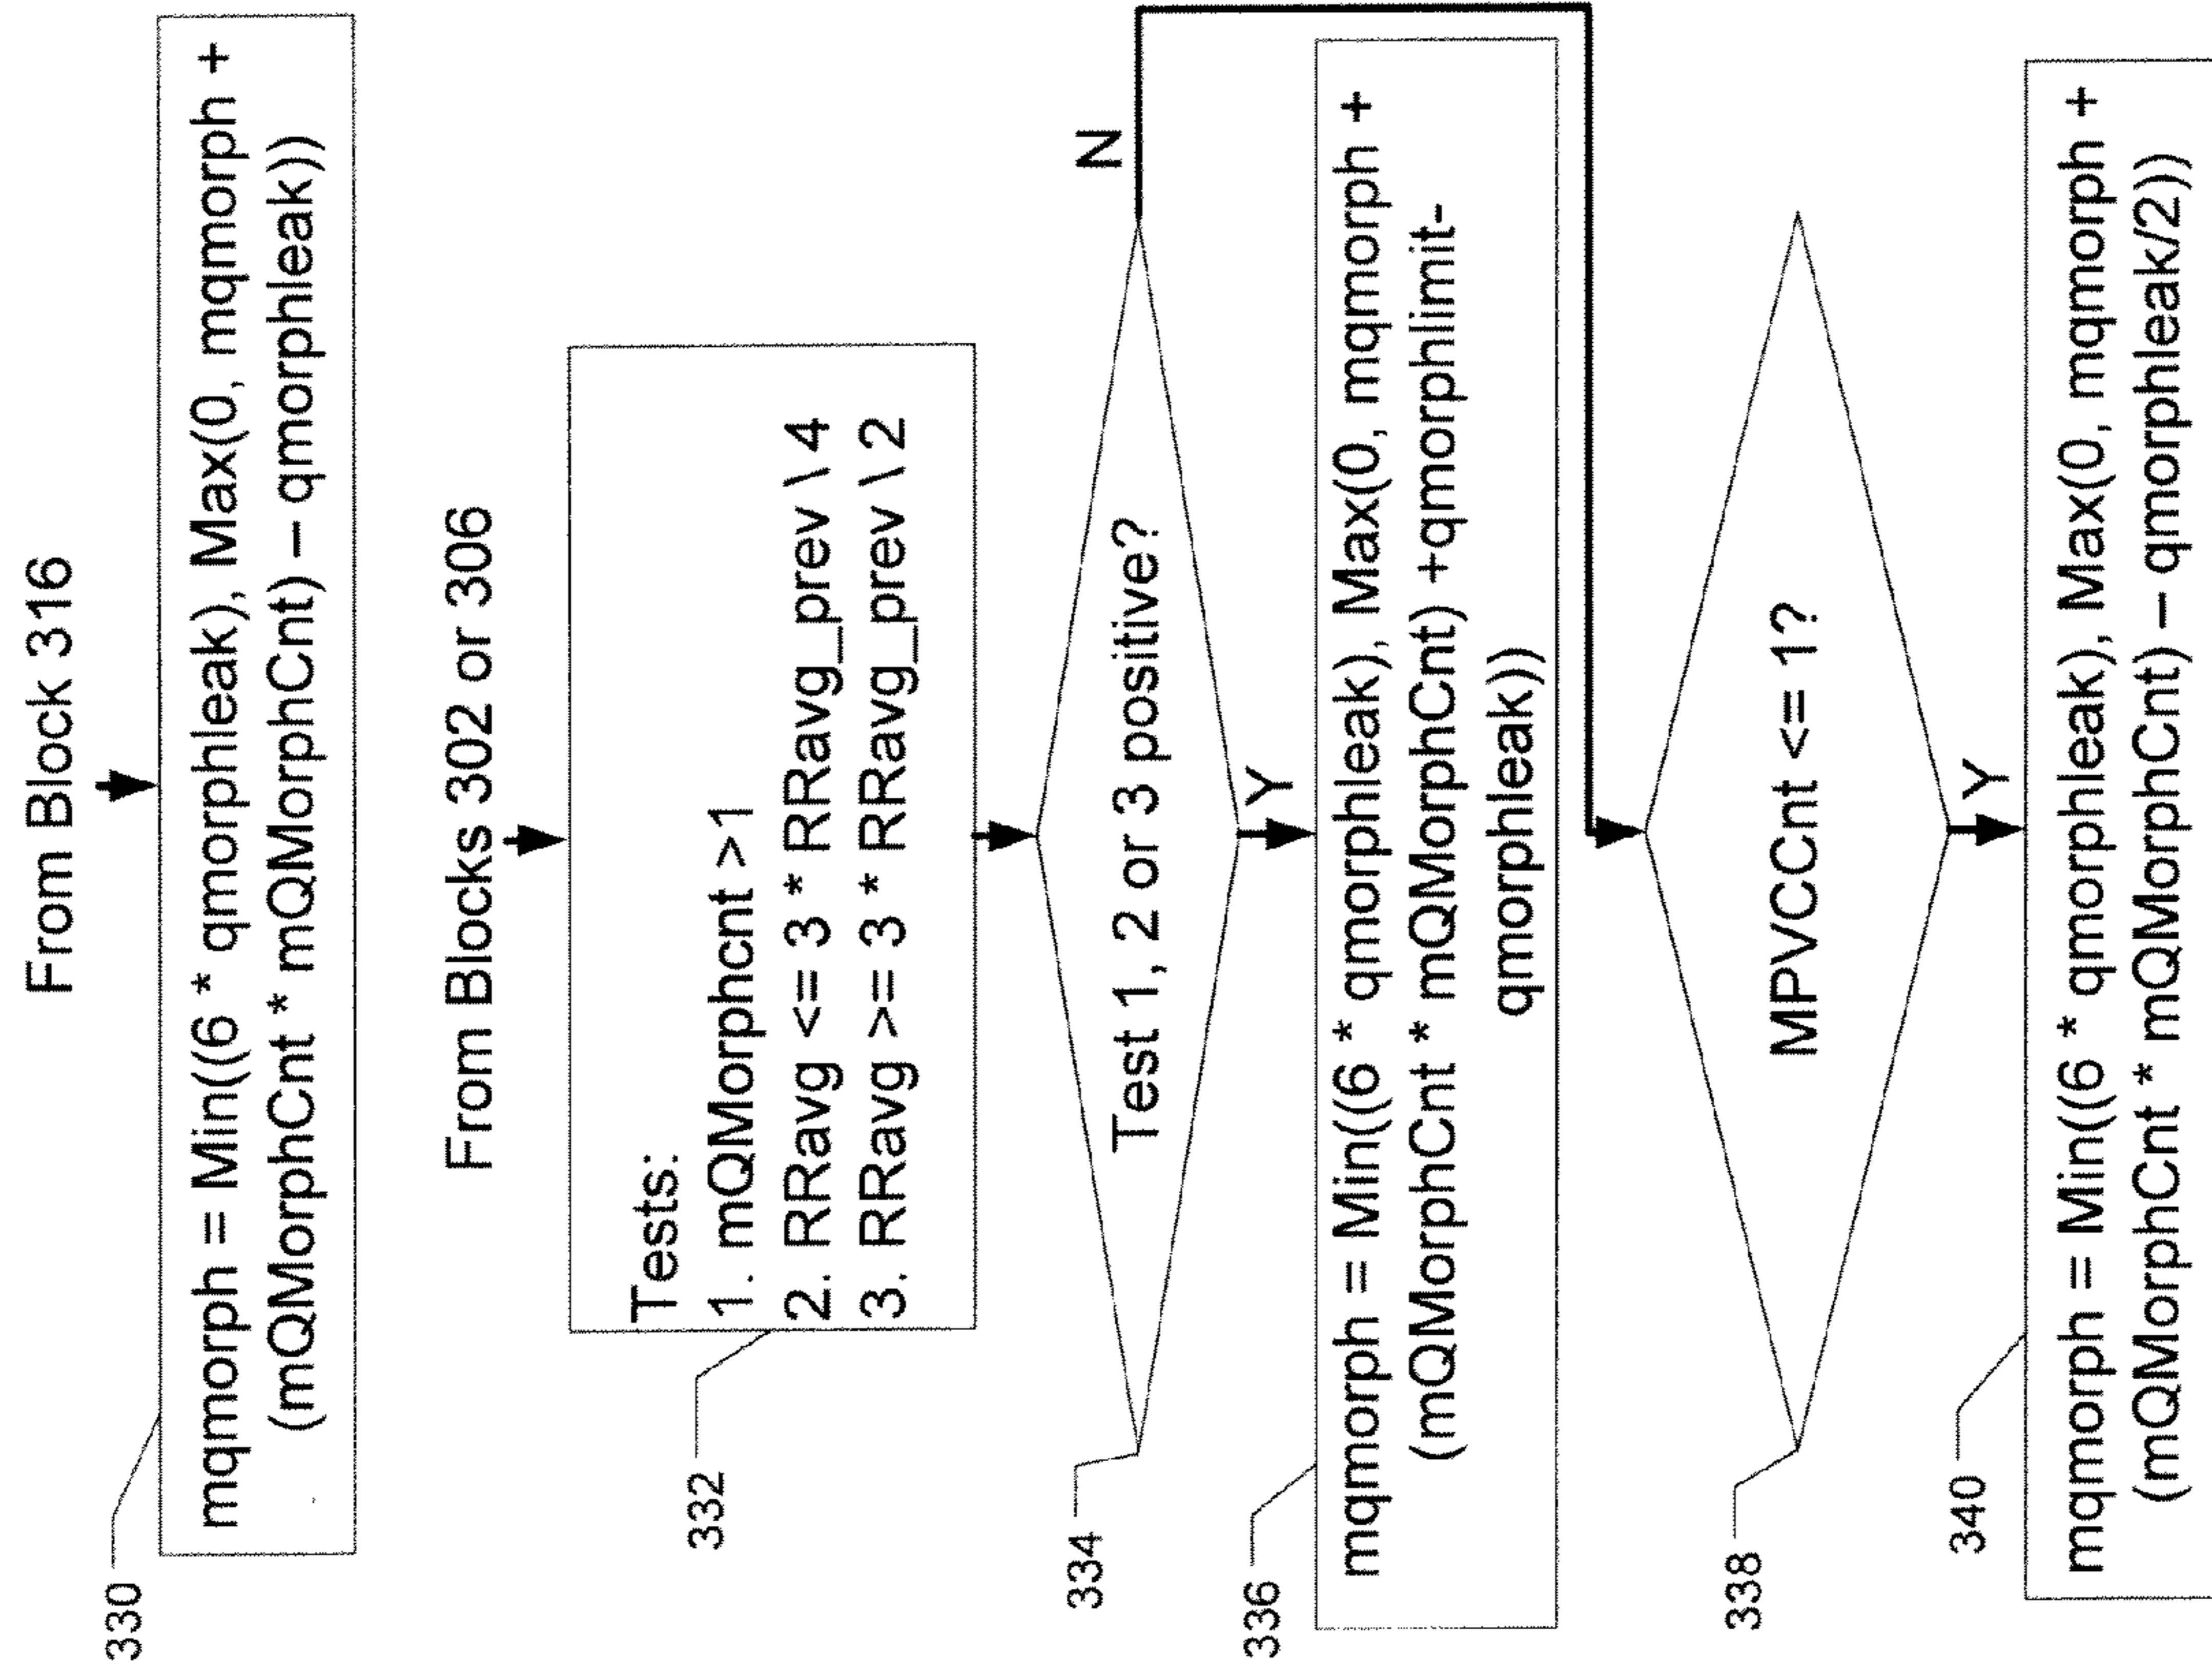 From Block 316
330
mqmorph = Min((6 * qmorphleak), Max(0, mqmorph +
(mQMorphCnt * mQMorphCnt) – qmorphleak))
From Blocks 302 or 306
332
Tests:
1. mQMorphcnt >1
2. RRavg <= 3 * RRavg_prev \ 4
3. RRavg >= 3 * RRavg_prev \ 2
334
Test 1, 2 or 3 positive?
N
Y
336
mqmorph = Min((6 * qmorphleak), Max(0, mqmorph +
(mQMorphCnt * mQMorphCnt) +qmorphlimit-
qmorphleak))
338
MPVCCnt <= 1?
Y
340
mqmorph = Min((6 * qmorphleak), Max(0, mqmorph +
(mQMorphCnt * mQMorphCnt) – qmorphleak/2))